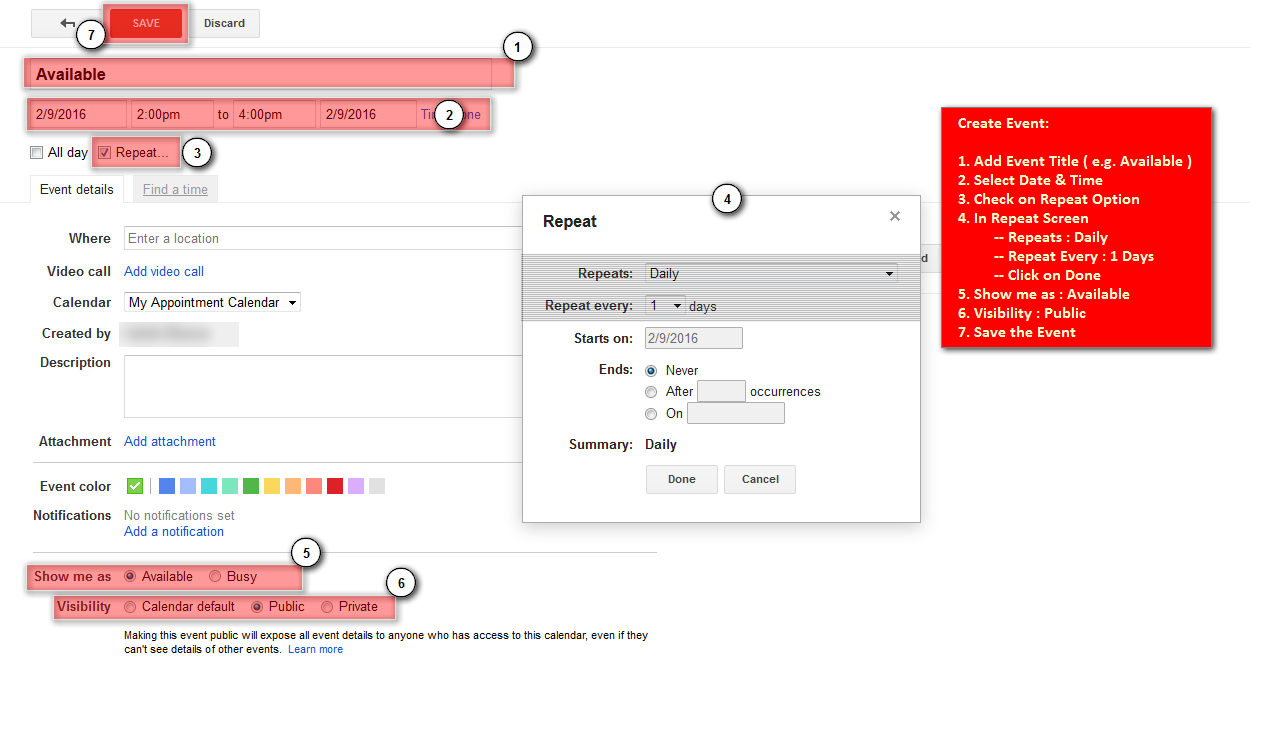 7 SAVE Discard
1
Available
2/9/2016 2:00pm to 4:00pm 2/9/2016 2
All day Repeat... 3
Event details Find a time
Where Enter a location
Video call Add video call
Calendar My Appointment Calendar
Created by
Description
Attachment Add attachment
Event color
Notifications No notifications set
Add a notification
5
Show me as Available Busy
6
Visibility Calendar default Public Private
Making this event public will expose all event details to anyone who has access to this calendar, even if they
can't see details of other events. Learn more
4
Repeat
Repeats: Daily
Repeat every: 1 days
Starts on: 2/9/2016
Ends: Never
After occurrences
On
Summary: Daily
Done Cancel
Create Event:
1. Add Event Title ( e.g. Available )
2. Select Date & Time
3. Check on Repeat Option
4. In Repeat Screen
-- Repeats : Daily
-- Repeat Every : 1 Days
-- Click on Done
5. Show me as : Available
6. Visibility : Public
7. Save the Event